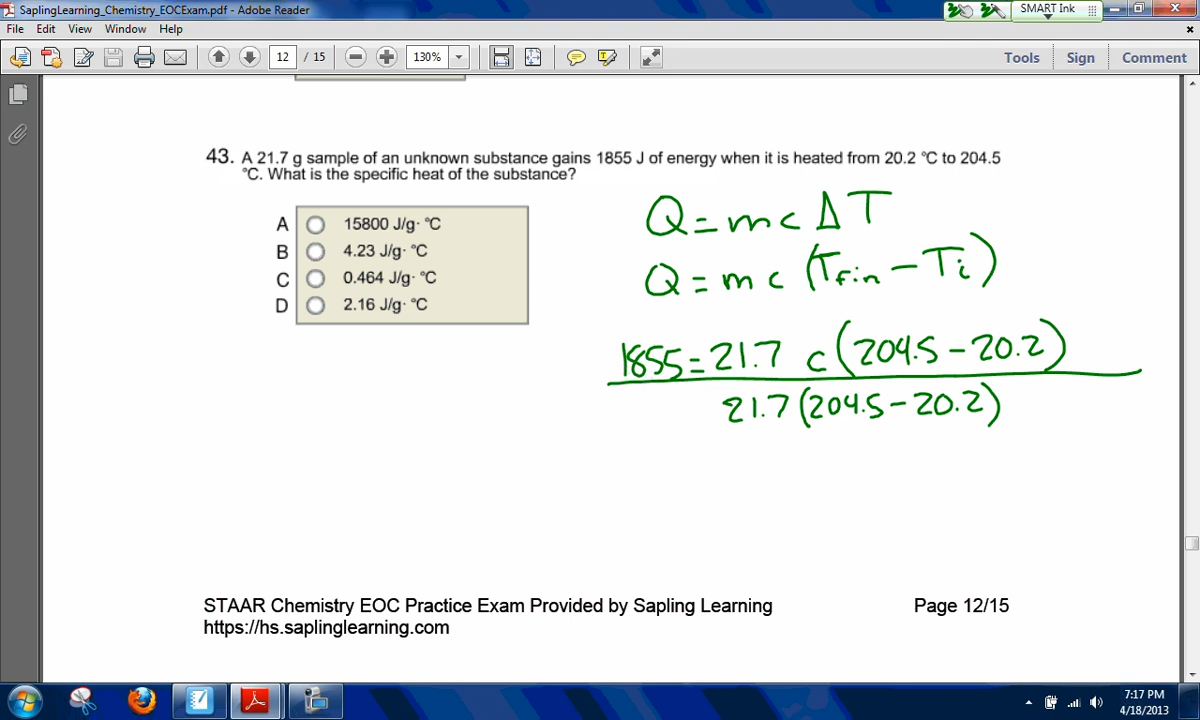 SaplingLearning_Chemistry_EOCExam.pdf - Adobe Reader
SMART Ink
File Edit View Window Help
12 / 15 130% Tools Sign Comment
43. A 21.7 g sample of an unknown substance gains 1855 J of energy when it is heated from 20.2 °C to 204.5
°C. What is the specific heat of the substance?
A 15800 J/g· °C
B 4.23 J/g· °C
C 0.464 J/g· °C
D 2.16 J/g· °C
Q = mc ΔT
Q = mc (Tfin - Ti)
1855 = 21.7 c (204.5 - 20.2)
21.7 (204.5 - 20.2)
STAAR Chemistry EOC Practice Exam Provided by Sapling Learning
Page 12/15
https://hs.saplinglearning.com
7:17 PM
4/18/2013